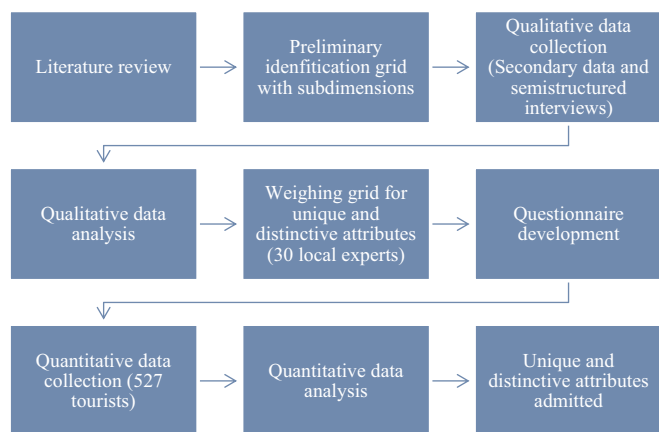 Literature review
Preliminary
idenfitication grid
with subdimensions
Qualitative data
collection
(Secondary data and
semistructured
interviews)
Qualitative data
analysis
Weighing grid for
unique and
distinctive attributes
(30 local experts)
Questionnaire
development
Quantitative data
collection (527
tourists)
Quantitative data
analysis
Unique and
distinctive attributes
admitted